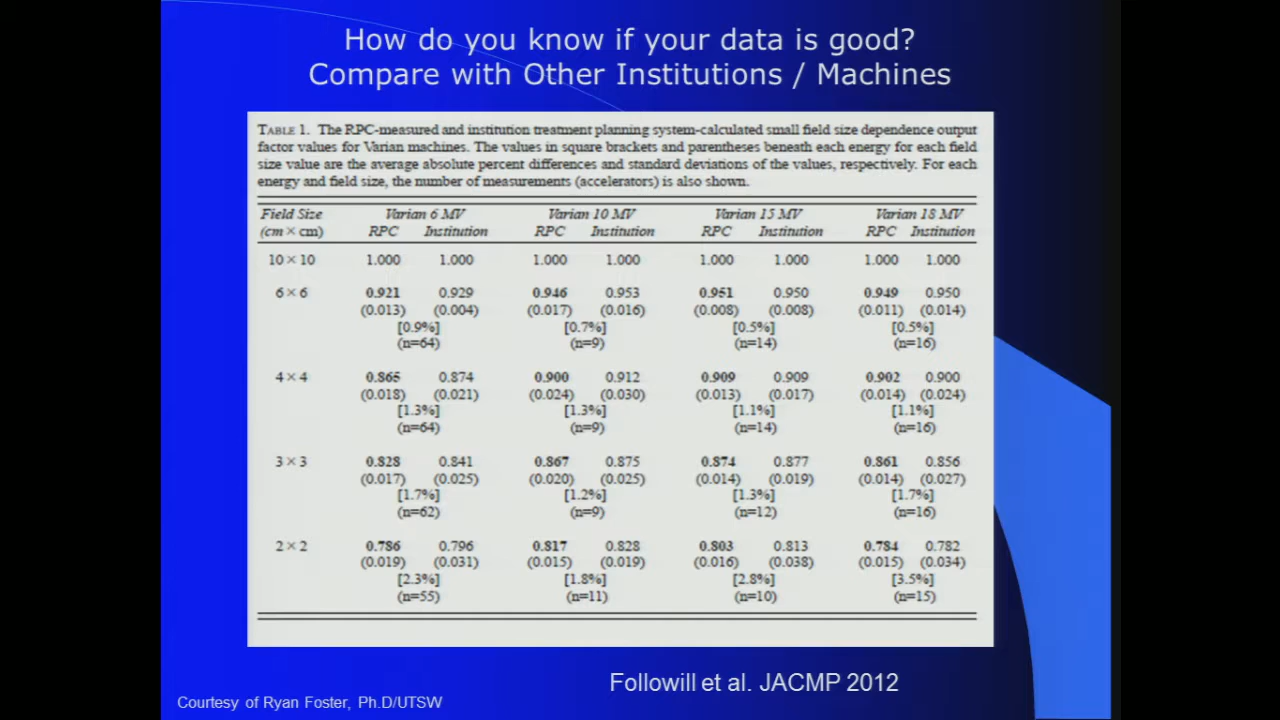 How do you know if your data is good?
Compare with Other Institutions / Machines
TABLE 1. The RPC-measured and institution treatment planning system-calculated small field size dependence output
factor values for Varian machines. The values in square brackets and parentheses beneath each energy for each field
size value are the average absolute percent differences and standard deviations of the values, respectively. For each
energy and field size, the number of measurements (accelerators) is also shown.
Field Size Varian 6 MV Varian 10 MV Varian 15 MV Varian 18 MV
(cm × cm) RPC Institution RPC Institution RPC Institution RPC Institution
10 × 10 1.000 1.000 1.000 1.000 1.000 1.000 1.000 1.000
6 × 6 0.921 0.929 0.946 0.953 0.951 0.950 0.949 0.950
(0.013) (0.004) (0.017) (0.016) (0.008) (0.008) (0.011) (0.014)
[0.9%] [0.7%] [0.5%] [0.5%]
(n=64) (n=9) (n=14) (n=16)
4 × 4 0.865 0.874 0.900 0.912 0.909 0.909 0.902 0.900
(0.018) (0.021) (0.024) (0.030) (0.013) (0.017) (0.014) (0.024)
[1.3%] [1.3%] [1.1%] [1.1%]
(n=64) (n=9) (n=14) (n=16)
3 × 3 0.828 0.841 0.867 0.875 0.874 0.877 0.861 0.856
(0.017) (0.025) (0.020) (0.025) (0.014) (0.019) (0.014) (0.027)
[1.7%] [1.2%] [1.3%] [1.7%]
(n=62) (n=9) (n=12) (n=16)
2 × 2 0.786 0.796 0.817 0.828 0.803 0.813 0.784 0.782
(0.019) (0.031) (0.015) (0.019) (0.016) (0.038) (0.015) (0.034)
[2.3%] [1.8%] [2.8%] [3.5%]
(n=55) (n=11) (n=10) (n=15)
Followill et al. JACMP 2012
Courtesy of Ryan Foster, Ph.D/UTSW